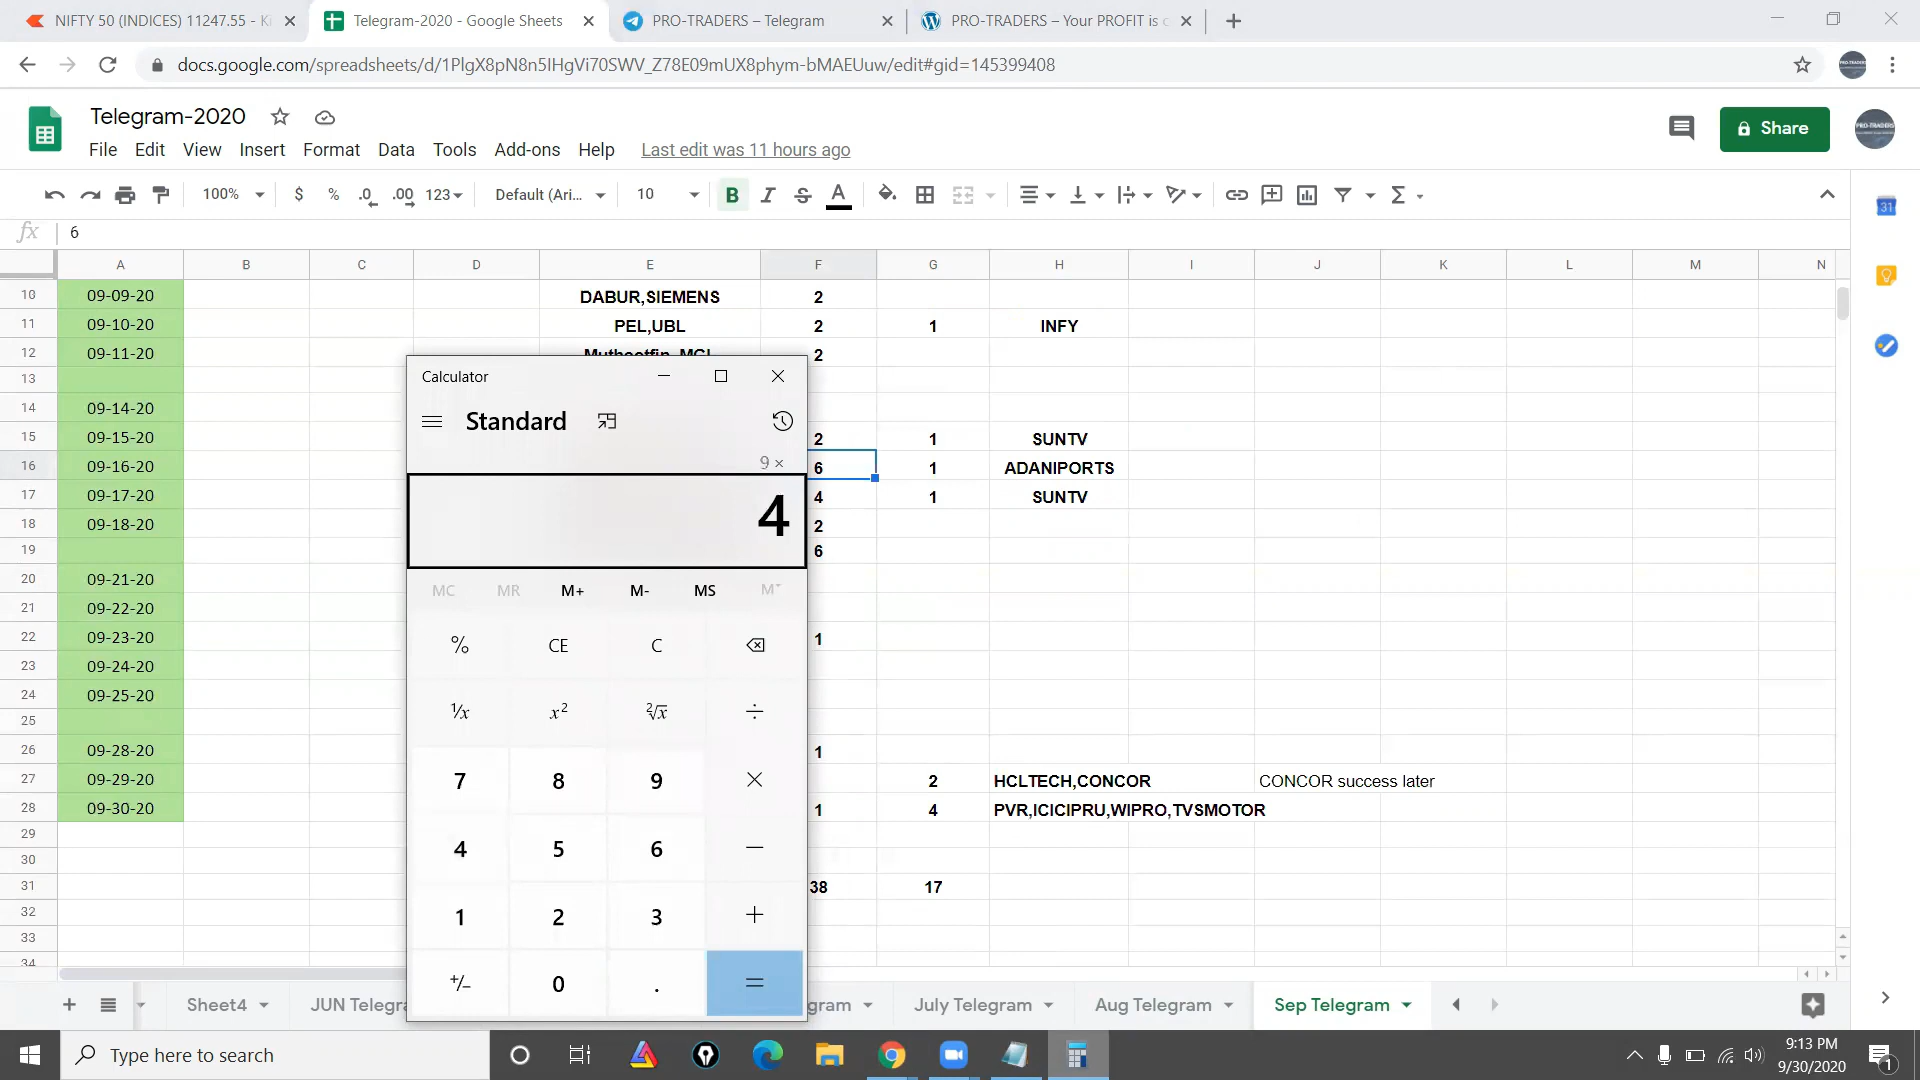 NIFTY 50 (INDICES) 11247.55 - Ki
Telegram-2020 - Google Sheets
PRO-TRADERS – Telegram
PRO-TRADERS – Your PROFIT is c
docs.google.com/spreadsheets/d/1PlgX8pN8n5IHgVi70SWV_Z78E09mUX8phym-bMAEUuw/edit#gid=145399408
Telegram-2020
Share
File Edit View Insert Format Data Tools Add-ons Help Last edit was 11 hours ago
100% $ % .0 .00 123 Default (Ari... 10 B I S A Σ
31
fx 6
A B C D E F G H I J K L M N
10 09-09-20 DABUR,SIEMENS 2
11 09-10-20 PEL,UBL 2 1 INFY
12 09-11-20 2
13
14 09-14-20
15 09-15-20 2 1 SUNTV
16 09-16-20 6 1 ADANIPORTS
17 09-17-20 4 1 SUNTV
18 09-18-20 2
19 6
20 09-21-20
21 09-22-20
22 09-23-20 1
23 09-24-20
24 09-25-20
25
26 09-28-20 1
27 09-29-20 2 HCLTECH,CONCOR CONCOR success later
28 09-30-20 1 4 PVR,ICICIPRU,WIPRO,TVSMOTOR
29
30
31 38 17
32
33
34
Calculator
Standard
9 ×
4
MC MR M+ M- MS M˅
% CE C
¹/x x² ²√x ÷
7 8 9 ×
4 5 6 −
1 2 3 +
+/− 0 . =
Sheet4 JUN Telegra gram July Telegram Aug Telegram Sep Telegram
Type here to search
9:13 PM
9/30/2020
1